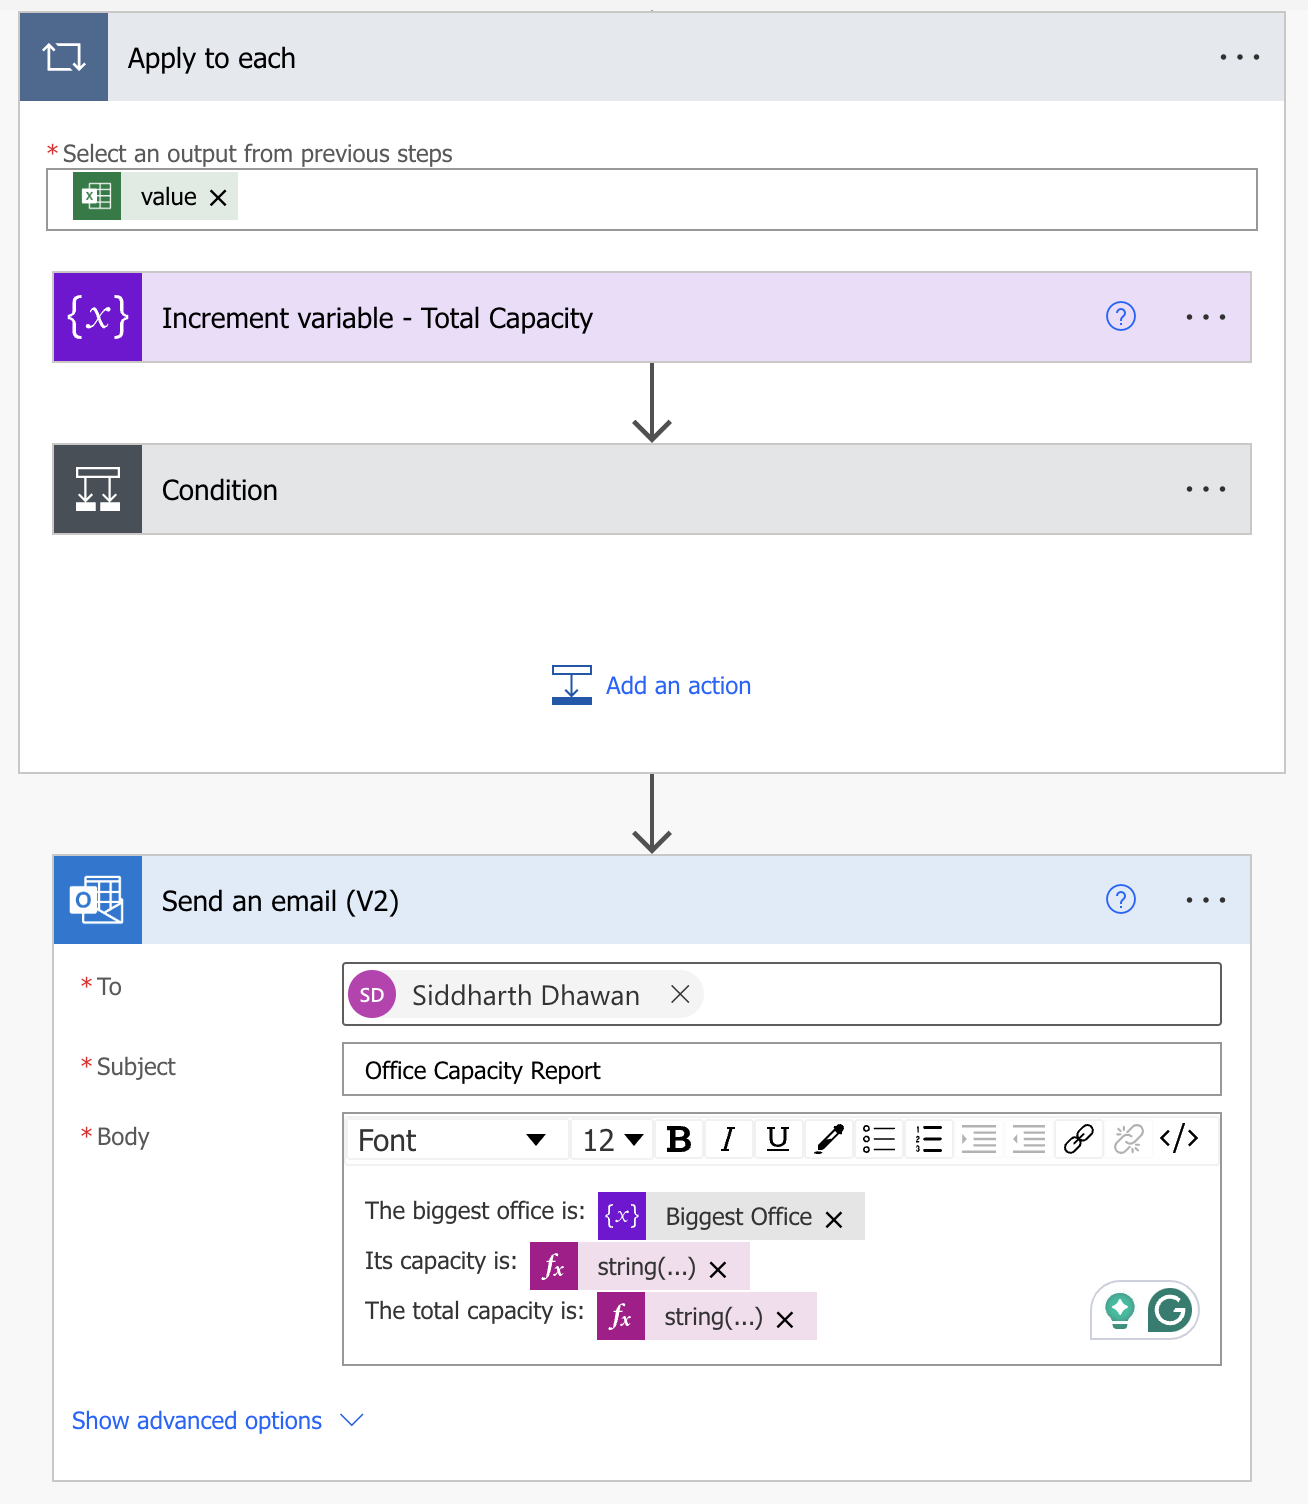 Apply to each
* Select an output from previous steps
value
{x} Increment variable - Total Capacity ?
Condition
Add an action
Send an email (V2) ?
* To SD Siddharth Dhawan
* Subject Office Capacity Report
* Body Font 12 B I U </>
The biggest office is: {x} Biggest Office
Its capacity is: fx string(...)
The total capacity is: fx string(...)
Show advanced options